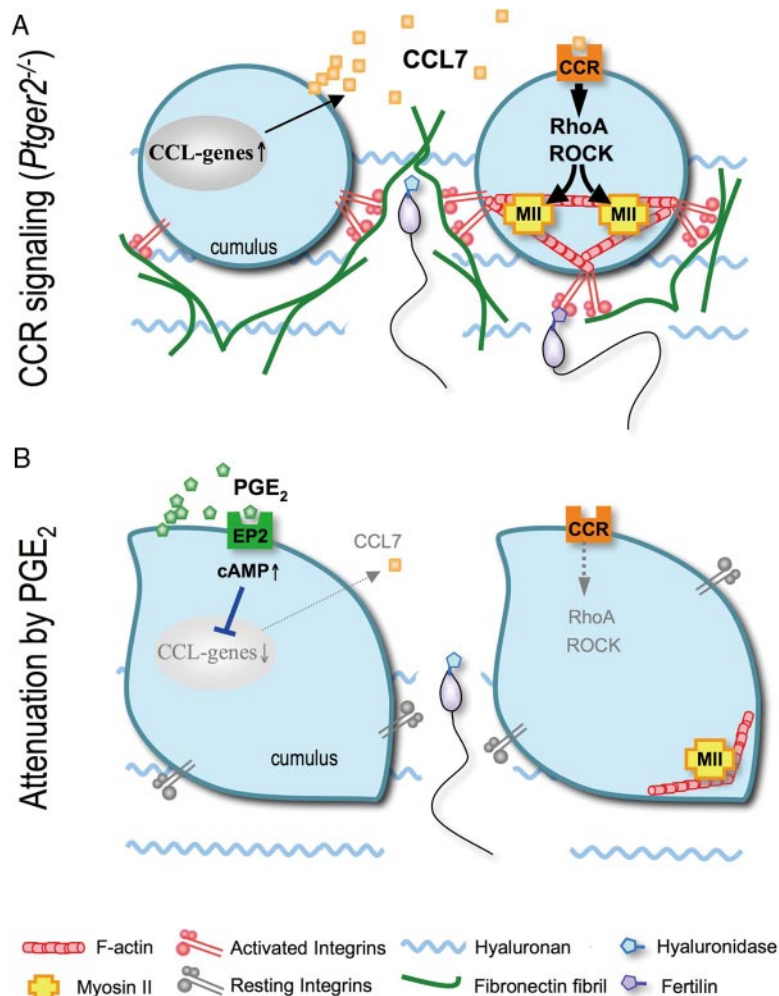 A
CCR signaling (Ptger2-/-)
CCL7
CCR
CCL-genes↑
RhoA
ROCK
MII
MII
cumulus
B
Attenuation by PGE2
PGE2
EP2
cAMP↑
CCL7
CCL-genes↓
cumulus
CCR
RhoA
ROCK
MII
F-actin
Activated Integrins
Hyaluronan
Hyaluronidase
Myosin II
Resting Integrins
Fibronectin fibril
Fertilin